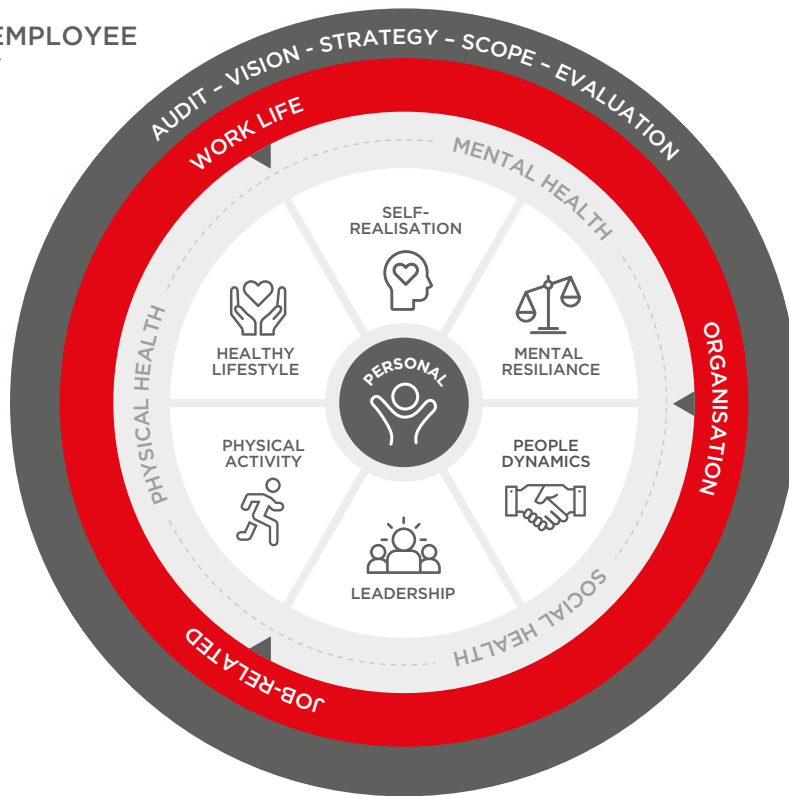 EMPLOYEE
AUDIT – VISION - STRATEGY – SCOPE – EVALUATION
WORK LIFE
MENTAL HEALTH
SELF-
REALISATION
HEALTHY
LIFESTYLE
MENTAL
RESILIANCE
PHYSICAL HEALTH
PERSONAL
ORGANISATION
PHYSICAL
ACTIVITY
PEOPLE
DYNAMICS
LEADERSHIP
SOCIAL HEALTH
JOB-RELATED